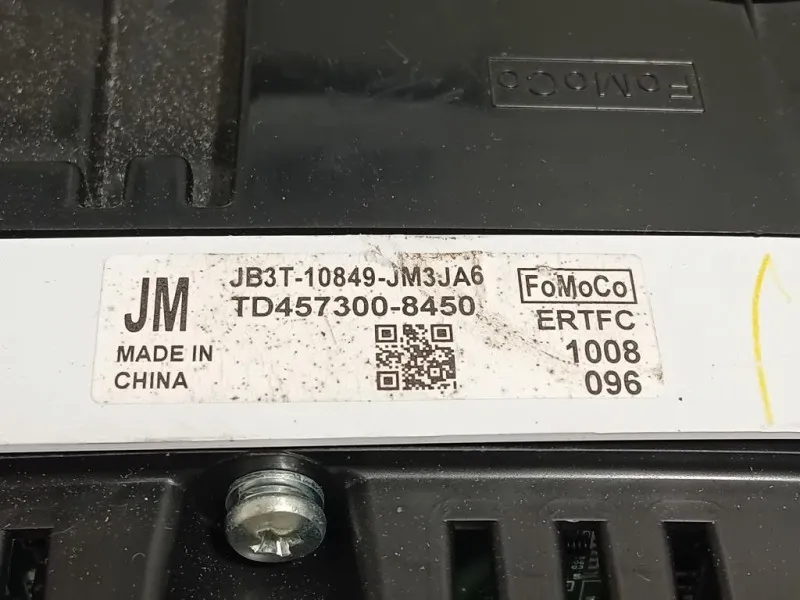 FoMoCo
JM
JB3T-10849-JM3JA6
TD457300-8450
MADE IN
CHINA
FoMoCo
ERTFC
1008
096